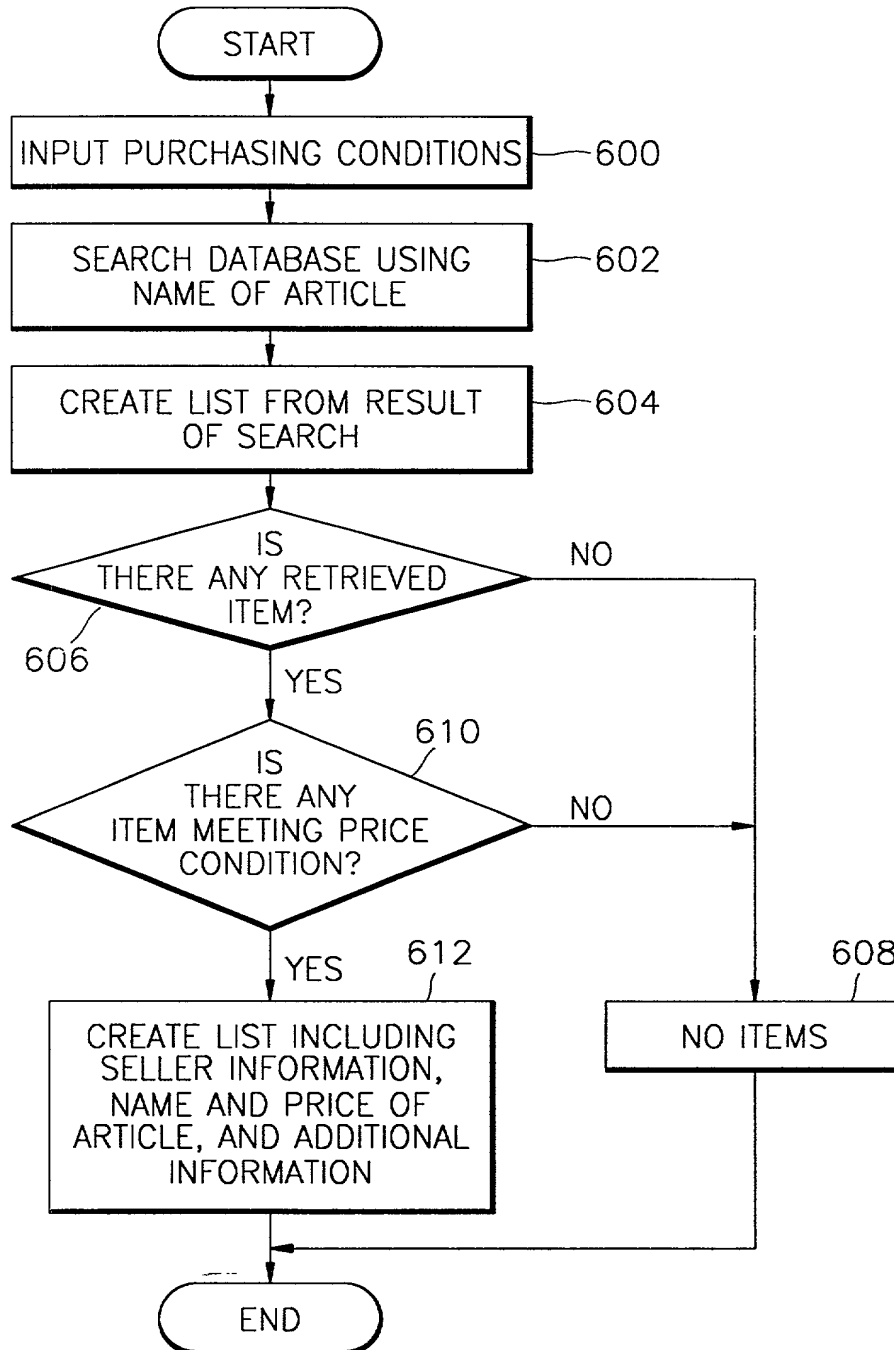 START
INPUT PURCHASING CONDITIONS
600
SEARCH DATABASE USING
NAME OF ARTICLE
602
CREATE LIST FROM RESULT
OF SEARCH
604
IS
THERE ANY RETRIEVED
ITEM?
NO
606
YES
610
IS
THERE ANY
ITEM MEETING PRICE
CONDITION?
NO
YES
612
608
CREATE LIST INCLUDING
SELLER INFORMATION,
NAME AND PRICE OF
ARTICLE, AND ADDITIONAL
INFORMATION
NO ITEMS
END